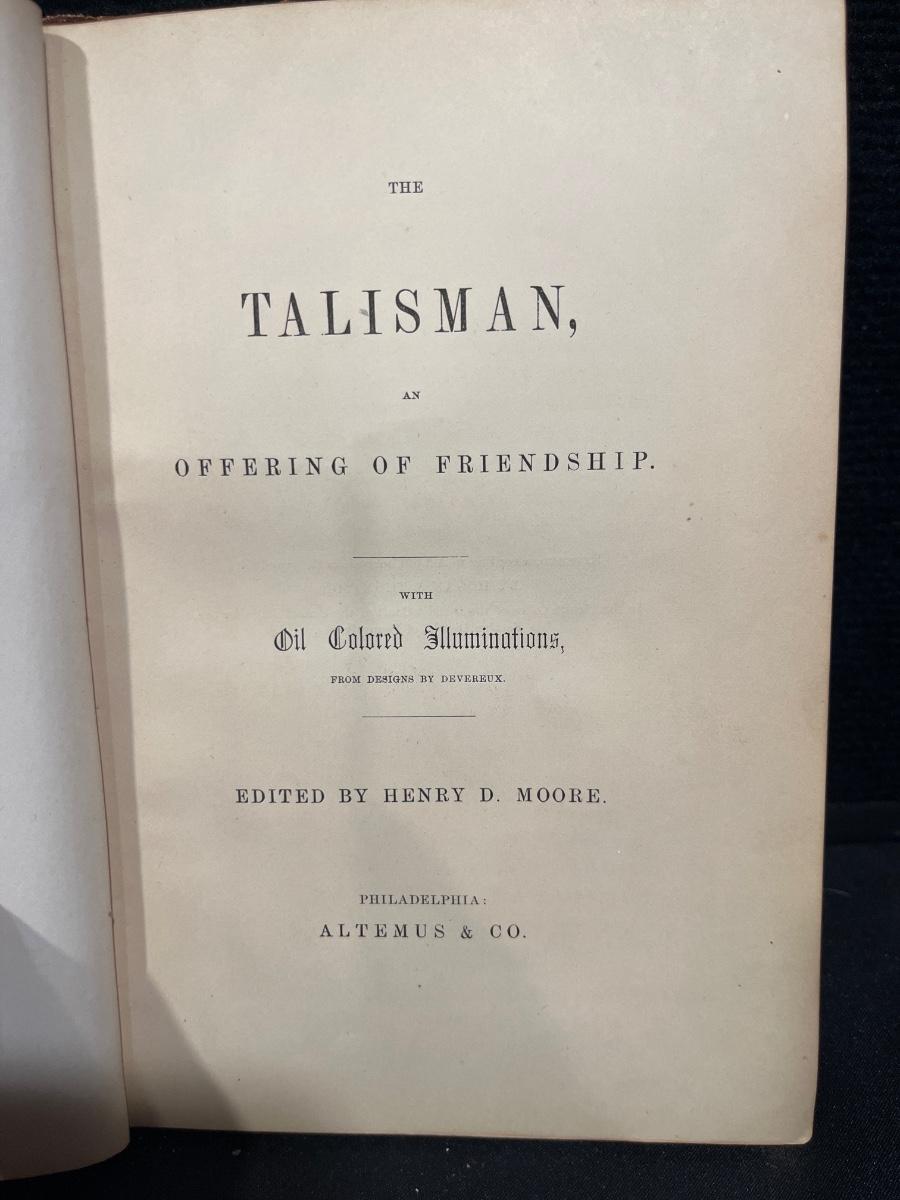 THE
TALISMAN,
AN
OFFERING OF FRIENDSHIP.
WITH
Oil Colored Illuminations,
FROM DESIGNS BY DEVEREUX.
EDITED BY HENRY D. MOORE.
PHILADELPHIA:
ALTEMUS & CO.